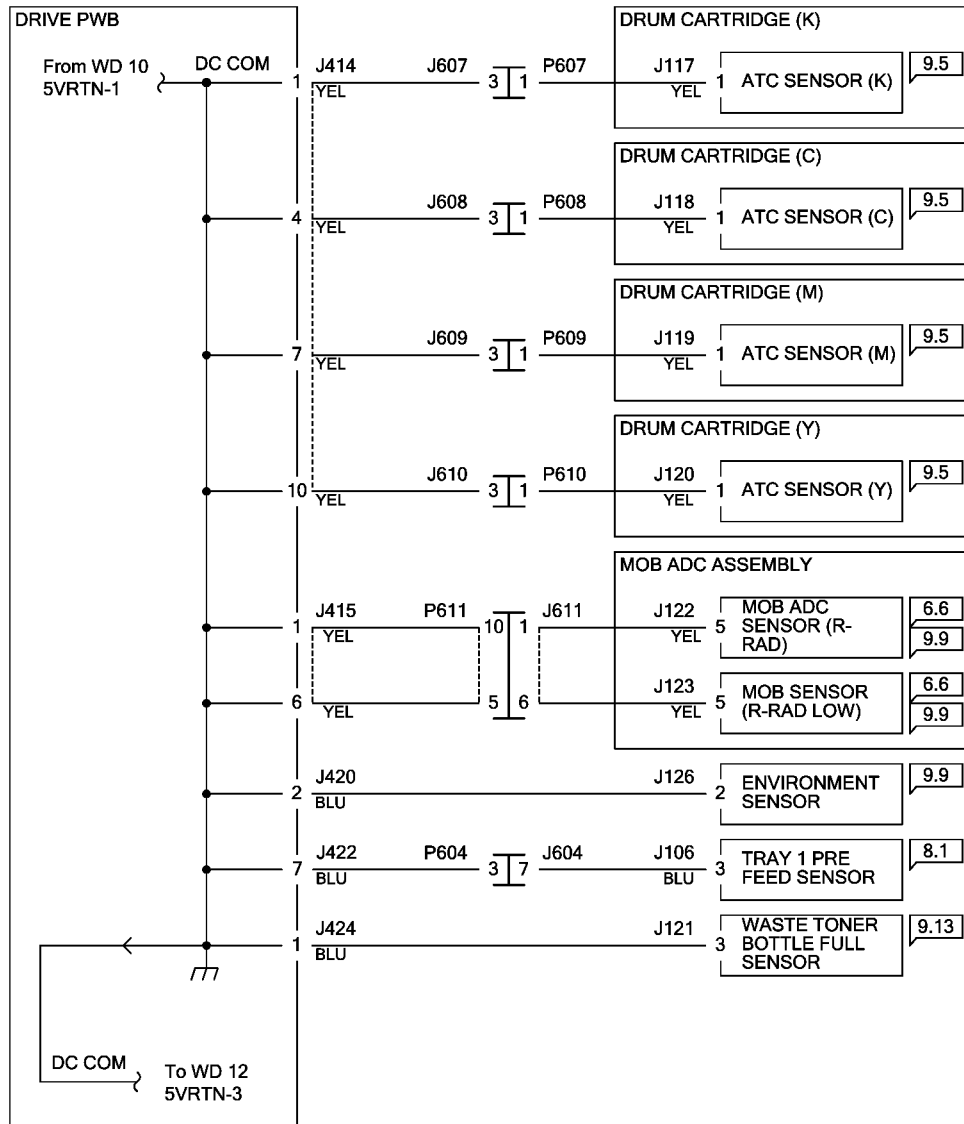 DRIVE PWB
DRUM CARTRIDGE (K)
From WD 10
5VRTN-1
DC COM
1
J414
YEL
J607
3
1
P607
J117
YEL
1
ATC SENSOR (K)
9.5
DRUM CARTRIDGE (C)
4
YEL
J608
3
1
P608
J118
YEL
1
ATC SENSOR (C)
9.5
DRUM CARTRIDGE (M)
7
YEL
J609
3
1
P609
J119
YEL
1
ATC SENSOR (M)
9.5
DRUM CARTRIDGE (Y)
10
YEL
J610
3
1
P610
J120
YEL
1
ATC SENSOR (Y)
9.5
MOB ADC ASSEMBLY
1
J415
YEL
P611
10
1
J611
J122
YEL
5
MOB ADC
SENSOR (R-
RAD)
6.6
9.9
6
YEL
5
6
J123
YEL
5
MOB SENSOR
(R-RAD LOW)
6.6
9.9
2
J420
BLU
J126
2
ENVIRONMENT
SENSOR
9.9
7
J422
BLU
P604
3
7
J604
J106
BLU
3
TRAY 1 PRE
FEED SENSOR
8.1
1
J424
BLU
J121
3
WASTE TONER
BOTTLE FULL
SENSOR
9.13
DC COM
To WD 12
5VRTN-3